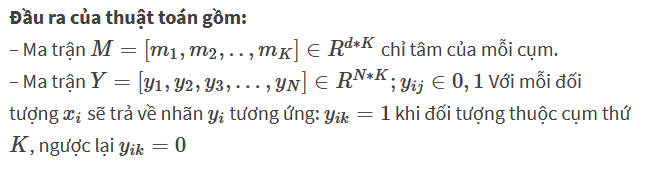 Đầu ra của thuật toán gồm:
– Ma trận $M = [m_1, m_2, .., m_K] \in R^{d*K}$ chỉ tâm của mỗi cụm.
– Ma trận $Y = [y_1, y_2, y_3, \ldots, y_N] \in R^{N*K}; y_{ij} \in 0, 1$ Với mỗi đối
tượng $x_i$ sẽ trả về nhãn $y_i$ tương ứng: $y_{ik} = 1$ khi đối tượng thuộc cụm thứ
$K$, ngược lại $y_{ik} = 0$